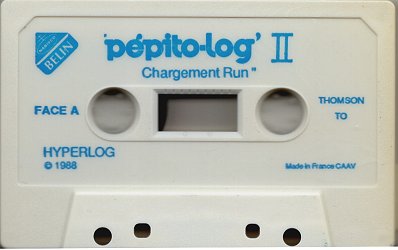 BELIN
'pépito-log' II
Chargement Run"
FACE A
THOMSON
TO
HYPERLOG
© 1988
Made in France CAAV